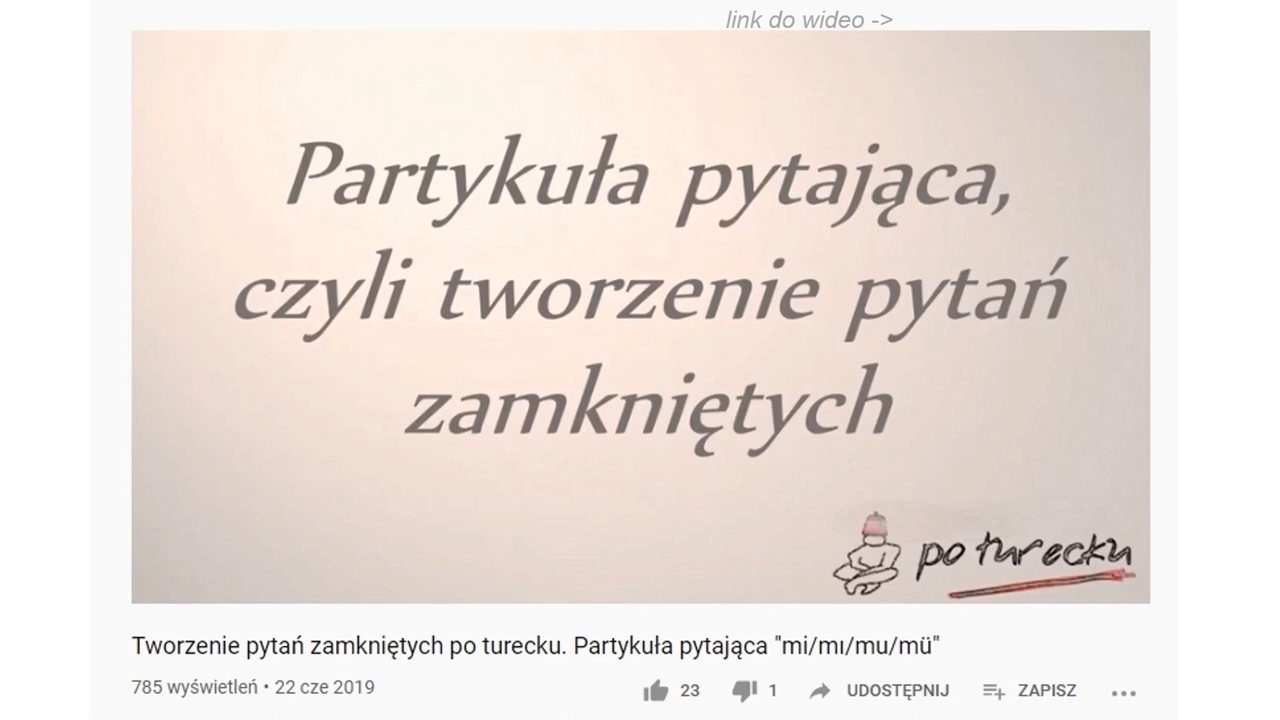 link do wideo ->
Partykuła pytająca,
czyli tworzenie pytań
zamkniętych
po turecku
Tworzenie pytań zamkniętych po turecku. Partykuła pytająca "mi/mı/mu/mü"
785 wyświetleń • 22 cze 2019
23 1 UDOSTĘPNIJ ZAPISZ